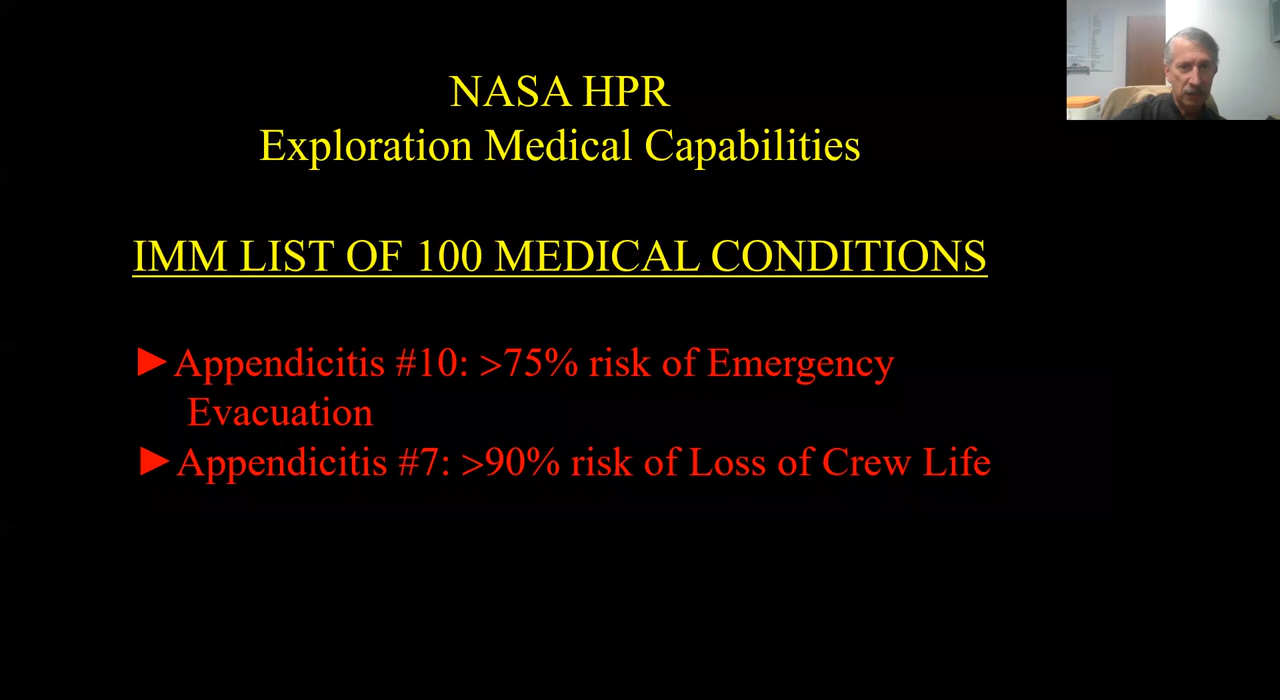 NASA HPR
Exploration Medical Capabilities
IMM LIST OF 100 MEDICAL CONDITIONS
►Appendicitis #10: >75% risk of Emergency
Evacuation
►Appendicitis #7: >90% risk of Loss of Crew Life